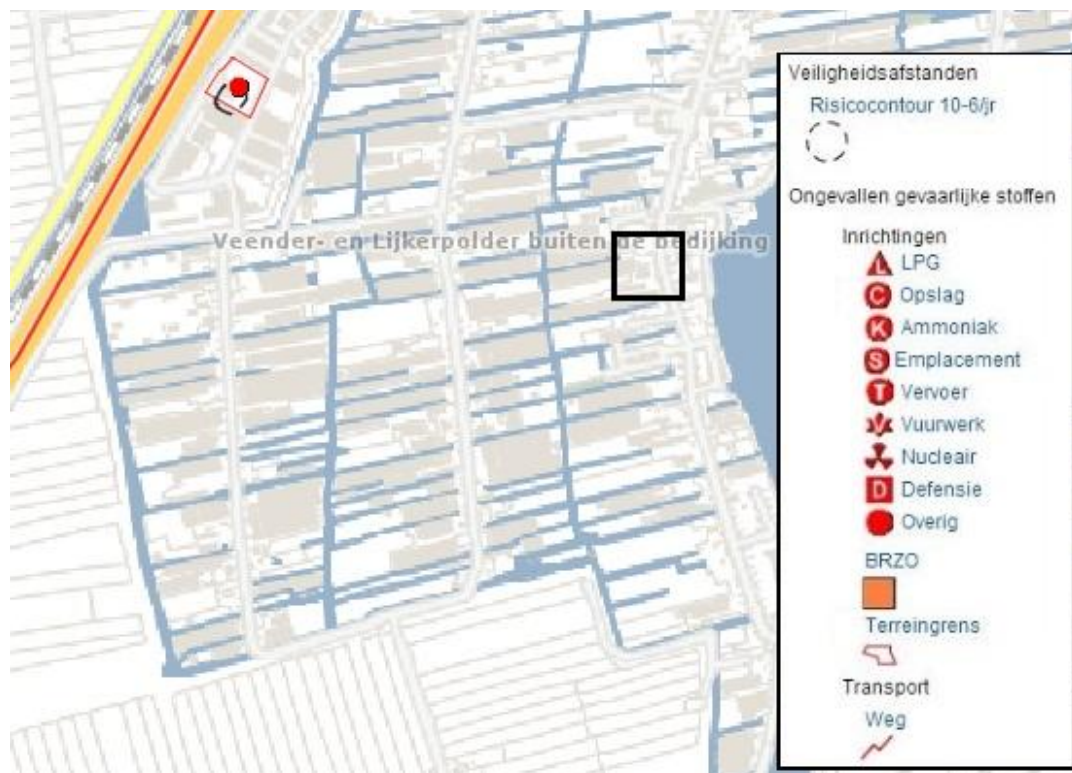 Veender- en Lijkerpolder buiten de bedijking
Veiligheidsafstanden
Risicocontour 10-6/jr
Ongevallen gevaarlijke stoffen
Inrichtingen
L LPG
C Opslag
K Ammoniak
S Emplacement
T Vervoer
Vuurwerk
Nucleair
D Defensie
Overig
BRZO
Terreingrens
Transport
Weg